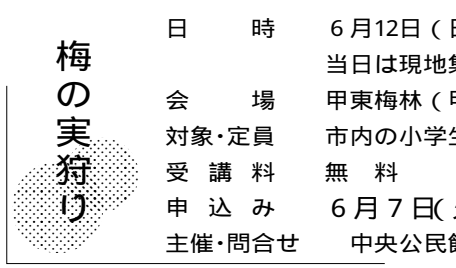 梅の実狩り
日時 6月12日（
当日は現地
会場 甲東梅林（
対象・定員 市内の小学
受講料 無料
申込み 6月7日(
主催・問合せ 中央公民